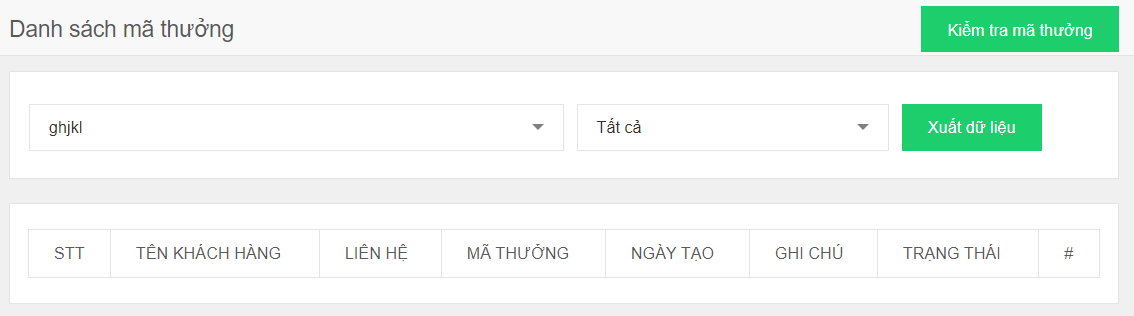 Danh sách mã thưởng
Kiểm tra mã thưởng
ghjkl
Tất cả
Xuất dữ liệu
STT TÊN KHÁCH HÀNG LIÊN HỆ MÃ THƯỞNG NGÀY TẠO GHI CHÚ TRẠNG THÁI #